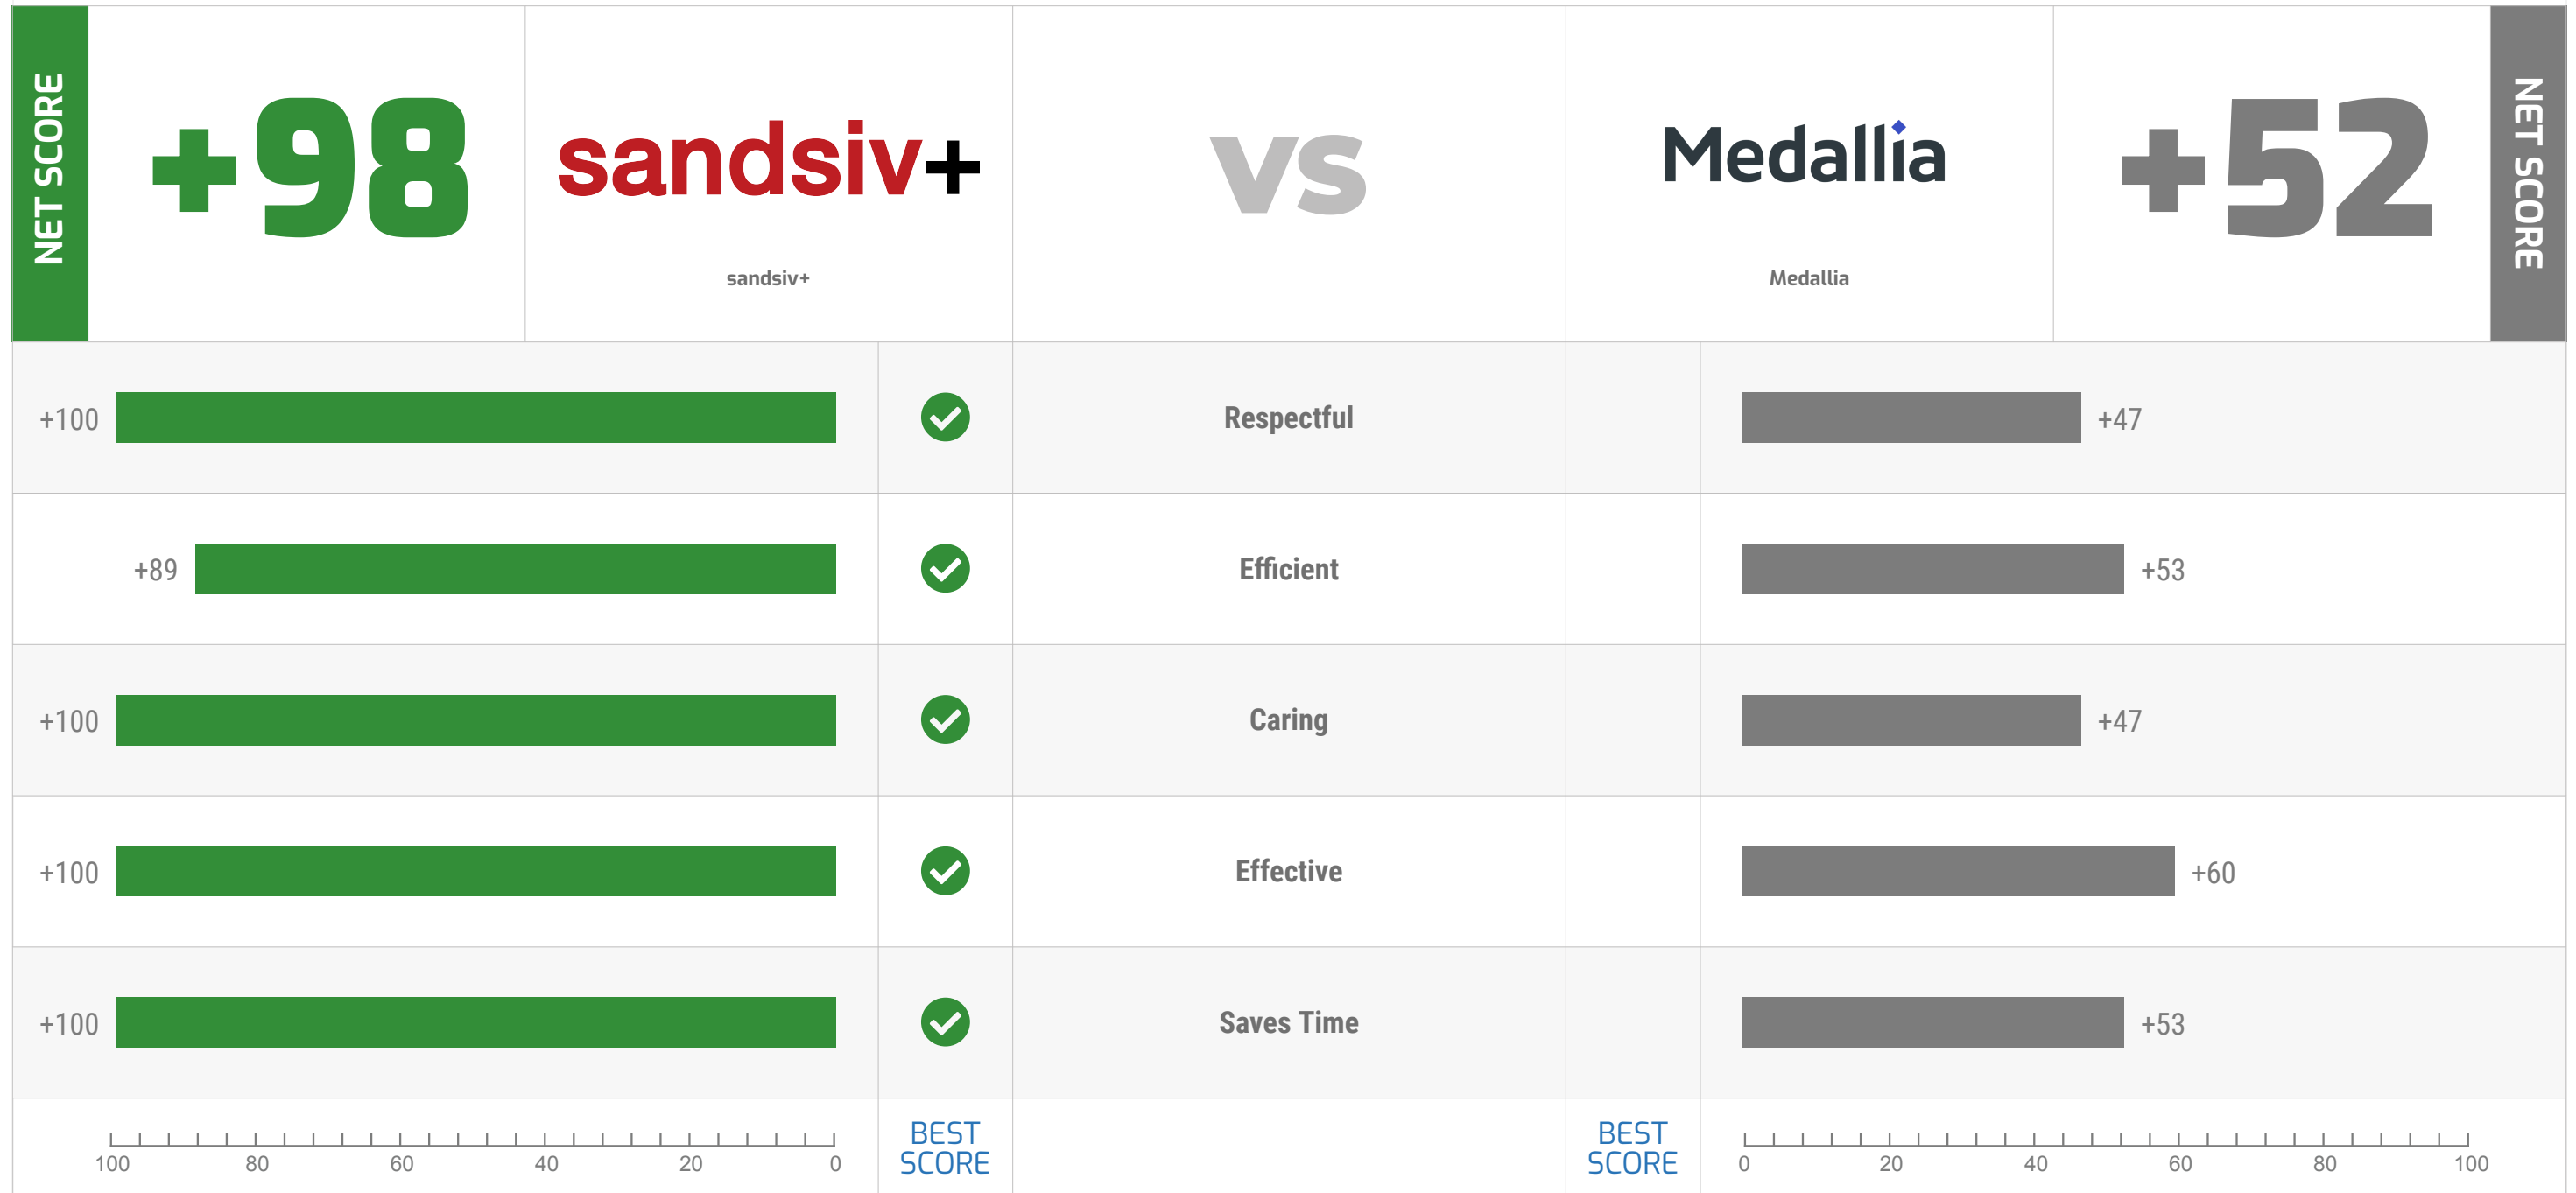 NET SCORE
+98
sandsiv+
sandsiv+
vs
Medallia
Medallia
+52
NET SCORE
+100 Respectful +47
+89 Efficient +53
+100 Caring +47
+100 Effective +60
+100 Saves Time +53
100 80 60 40 20 0
BEST
SCORE
BEST
SCORE
0 20 40 60 80 100